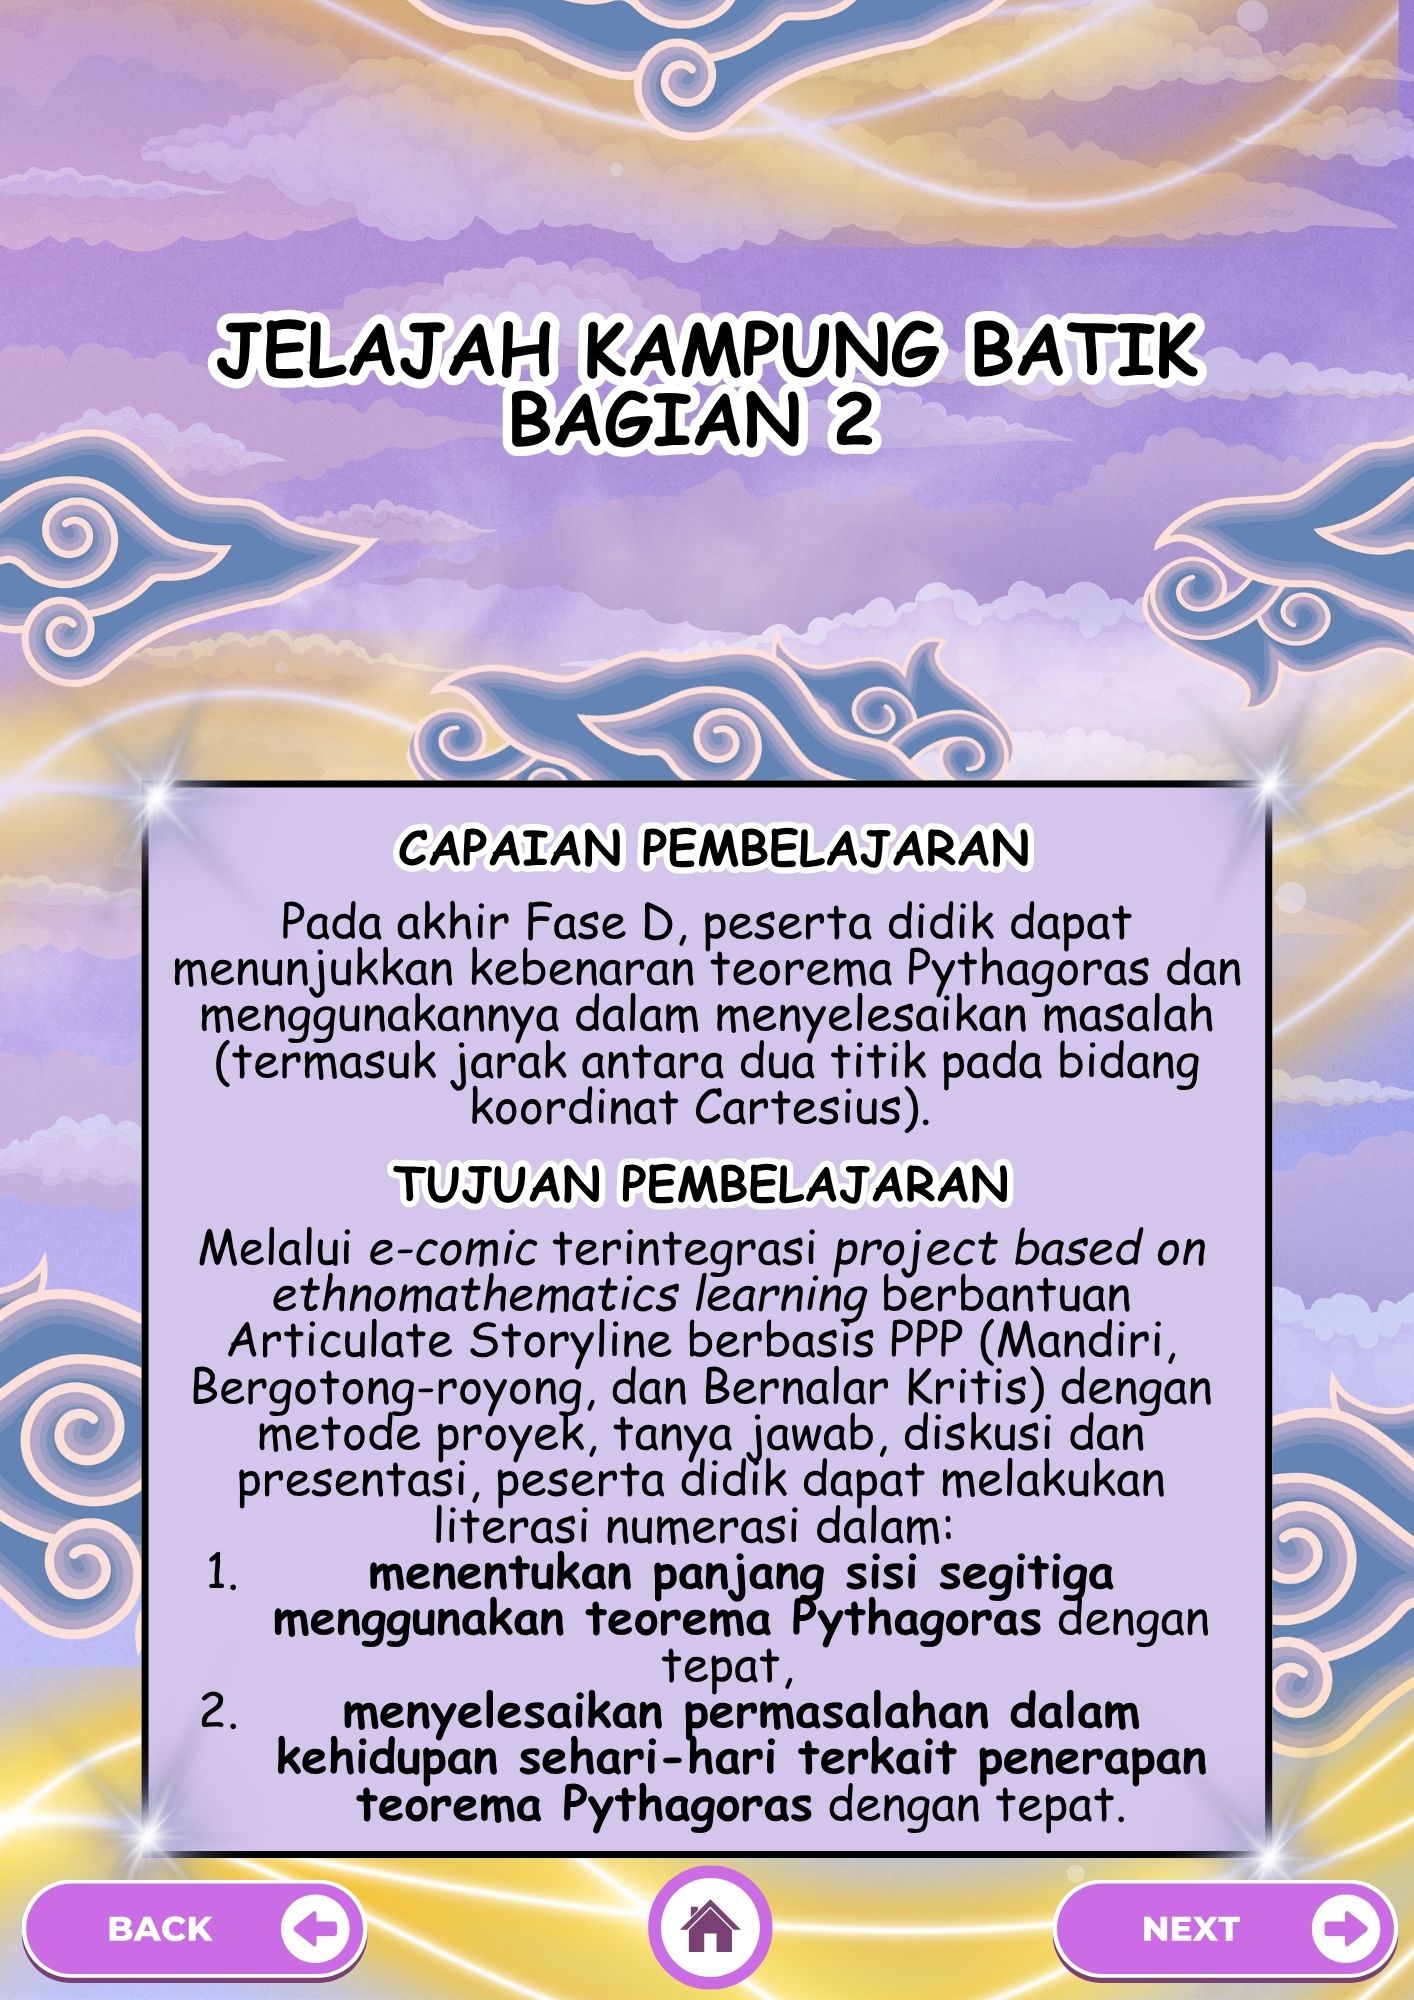 JELAJAH KAMPUNG BATIK
BAGIAN 2
CAPAIAN PEMBELAJARAN
Pada akhir Fase D, peserta didik dapat
menunjukkan kebenaran teorema Pythagoras dan
menggunakannya dalam menyelesaikan masalah
(termasuk jarak antara dua titik pada bidang
koordinat Cartesius).
TUJUAN PEMBELAJARAN
Melalui e-comic terintegrasi project based on
ethnomathematics learning berbantuan
Articulate Storyline berbasis PPP (Mandiri,
Bergotong-royong, dan Bernalar Kritis) dengan
metode proyek, tanya jawab, diskusi dan
presentasi, peserta didik dapat melakukan
literasi numerasi dalam:
1. menentukan panjang sisi segitiga
menggunakan teorema Pythagoras dengan
tepat,
2. menyelesaikan permasalahan dalam
kehidupan sehari-hari terkait penerapan
teorema Pythagoras dengan tepat.
BACK
NEXT